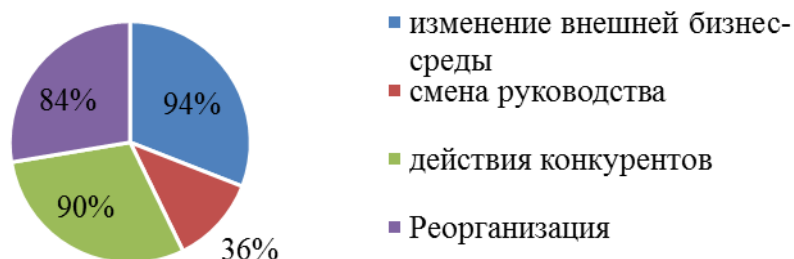 84%
94%
90%
36%
изменение внешней бизнес-
среды
смена руководства
действия конкурентов
Реорганизация